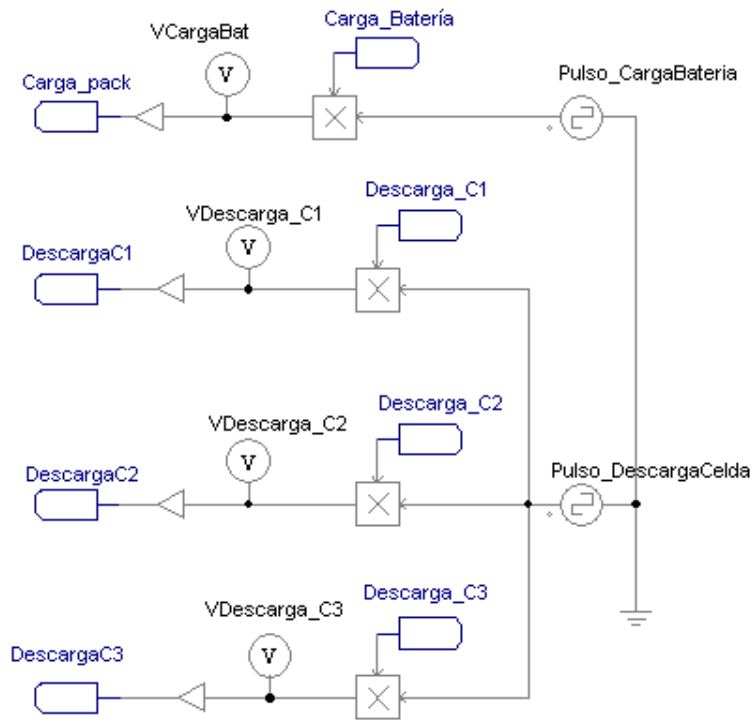 Carga_Batería
VCargaBat
Pulso_CargaBateria
Carga_pack
V
Descarga_C1
VDescarga_C1
DescargaC1
V
Descarga_C2
VDescarga_C2
Pulso_DescargaCelda
DescargaC2
V
Descarga_C3
VDescarga_C3
DescargaC3
V